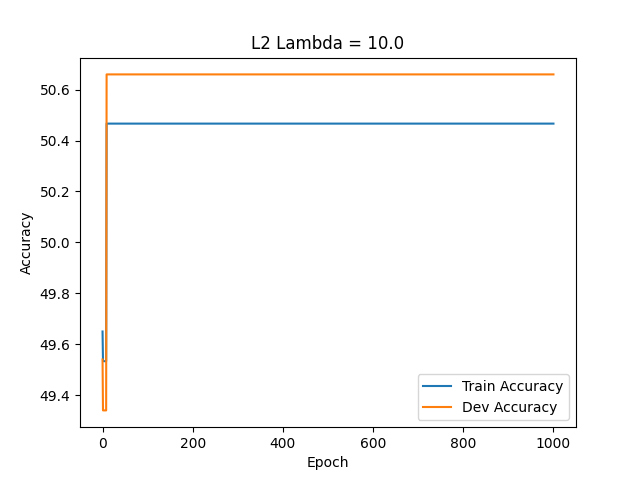 L2 Lambda = 10.0
50.6
50.4
50.2
50.0
49.8
49.6
49.4
Accuracy
0
200
400
600
800
1000
Epoch
Train Accuracy
Dev Accuracy